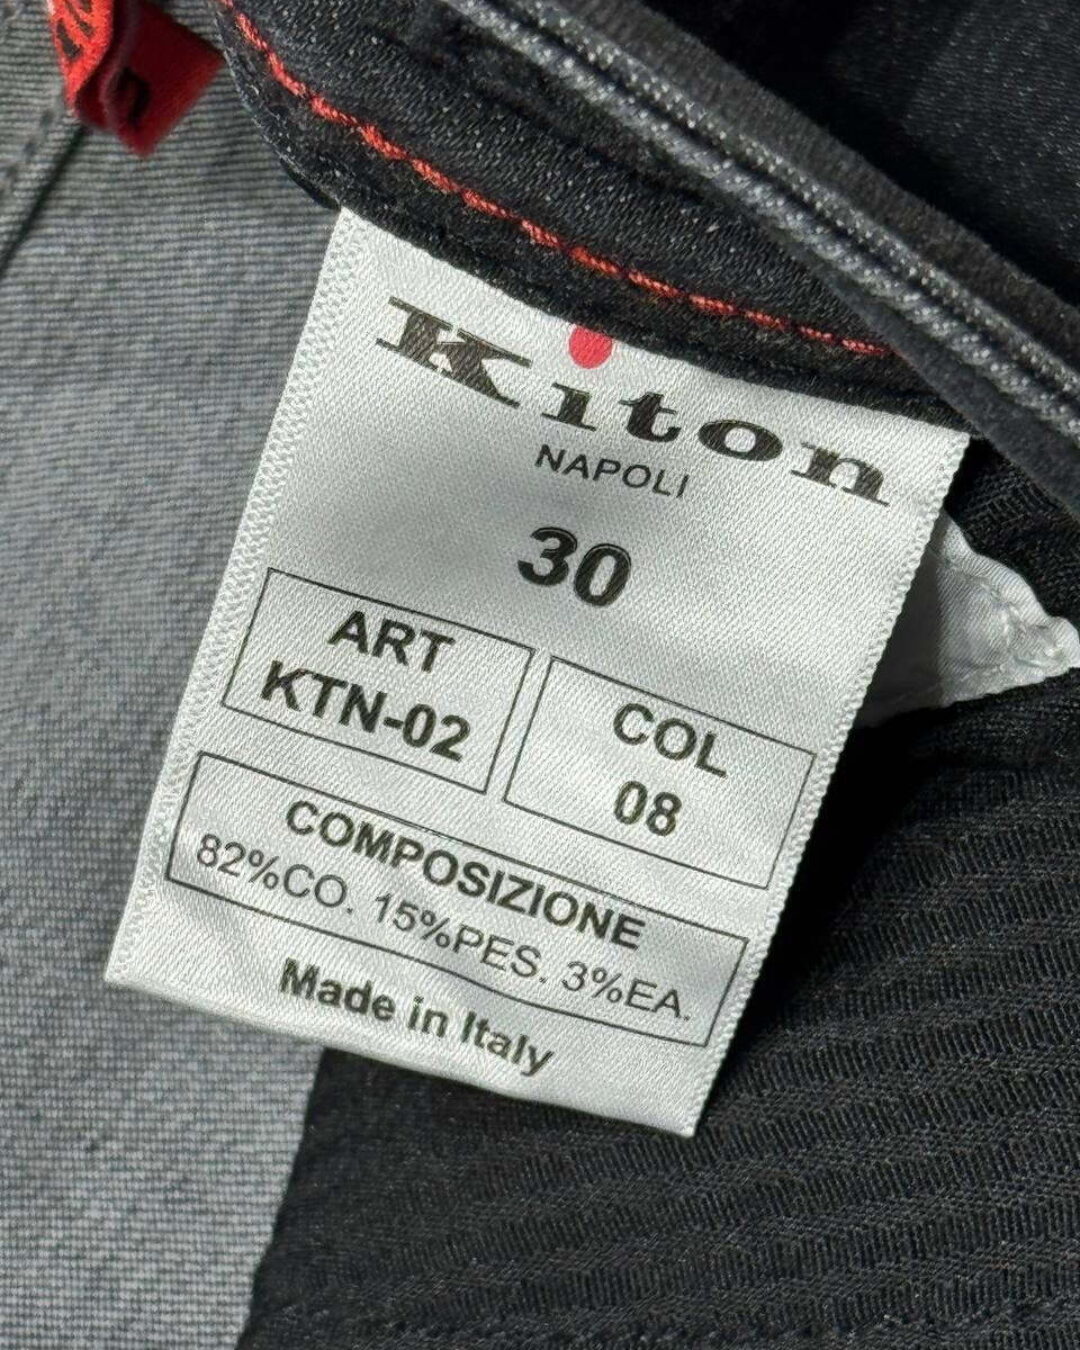 Kiton
NAPOLI
30
ART
KTN-02
COL
08
COMPOSIZIONE
82%CO. 15%PES. 3%EA.
Made in Italy